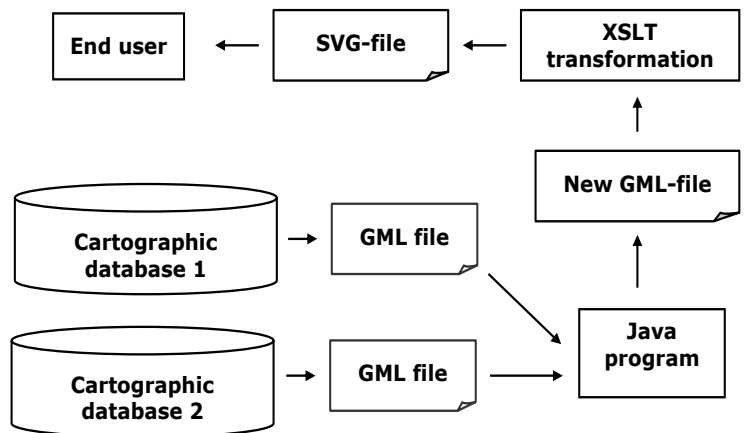 End user
SVG-file
XSLT
transformation
New GML-file
Cartographic
database 1
GML file
Java
program
Cartographic
database 2
GML file